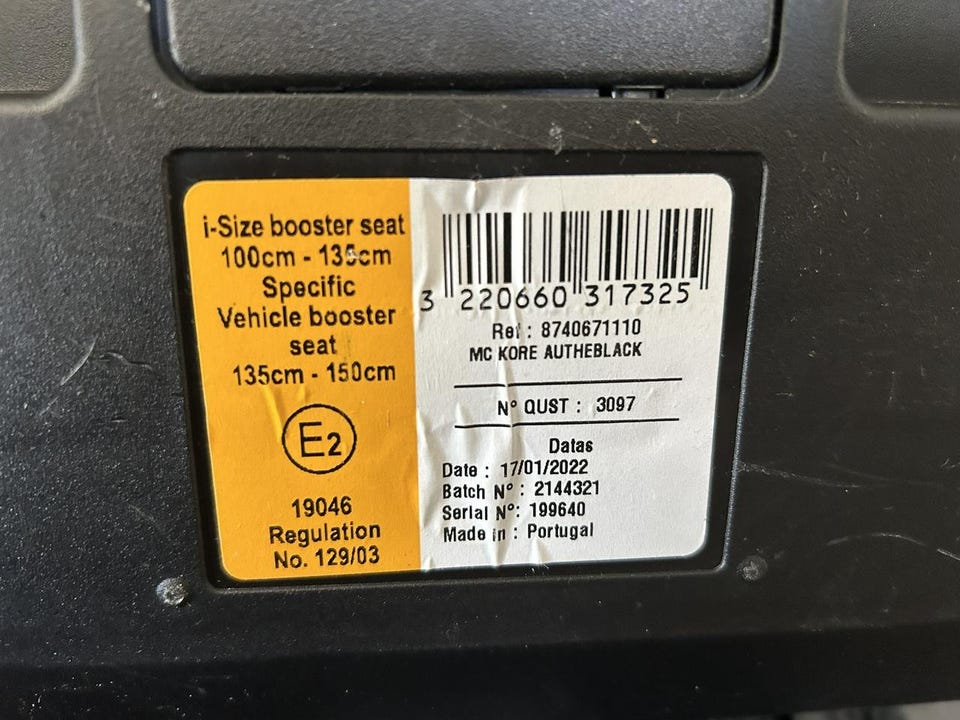 i-Size booster seat
100cm - 135cm
Specific
Vehicle booster
seat
135cm - 150cm
E2
19046
Regulation
No. 129/03
3 220660 317325
Ref : 8740671110
MC KORE AUTHEBLACK
N° QUST : 3097
Datas
Date : 17/01/2022
Batch N° : 2144321
Serial N°: 199640
Made in : Portugal